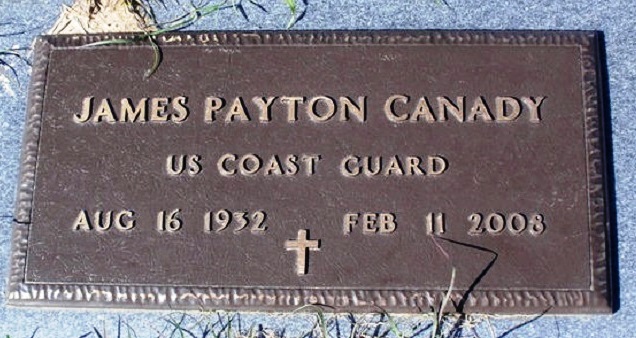 JAMES PAYTON CANADY
US COAST GUARD
AUG 16 1932 FEB 11 2008